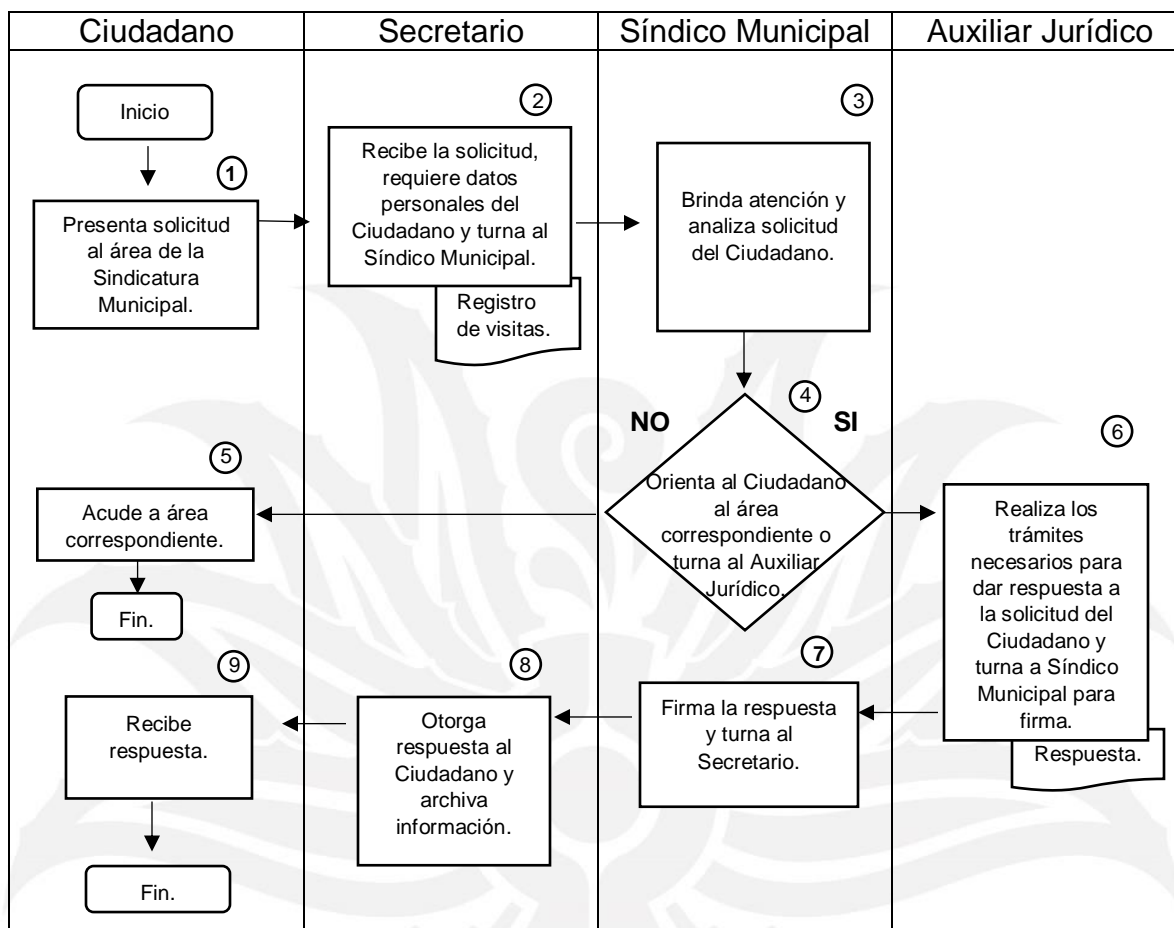 Ciudadano
Secretario
Síndico Municipal
Auxiliar Jurídico
Inicio
1
Presenta solicitud
al área de la
Sindicatura
Municipal.
2
Recibe la solicitud,
requiere datos
personales del
Ciudadano y turna al
Síndico Municipal.
Registro
de visitas.
3
Brinda atención y
analiza solicitud
del Ciudadano.
4
NO
SI
Orienta al Ciudadano
al área
correspondiente o
turna al Auxiliar
Jurídico.
5
Acude a área
correspondiente.
Fin.
6
Realiza los
trámites
necesarios para
dar respuesta a
la solicitud del
Ciudadano y
turna a Síndico
Municipal para
firma.
Respuesta.
7
Firma la respuesta
y turna al
Secretario.
8
Otorga
respuesta al
Ciudadano y
archiva
información.
9
Recibe
respuesta.
Fin.